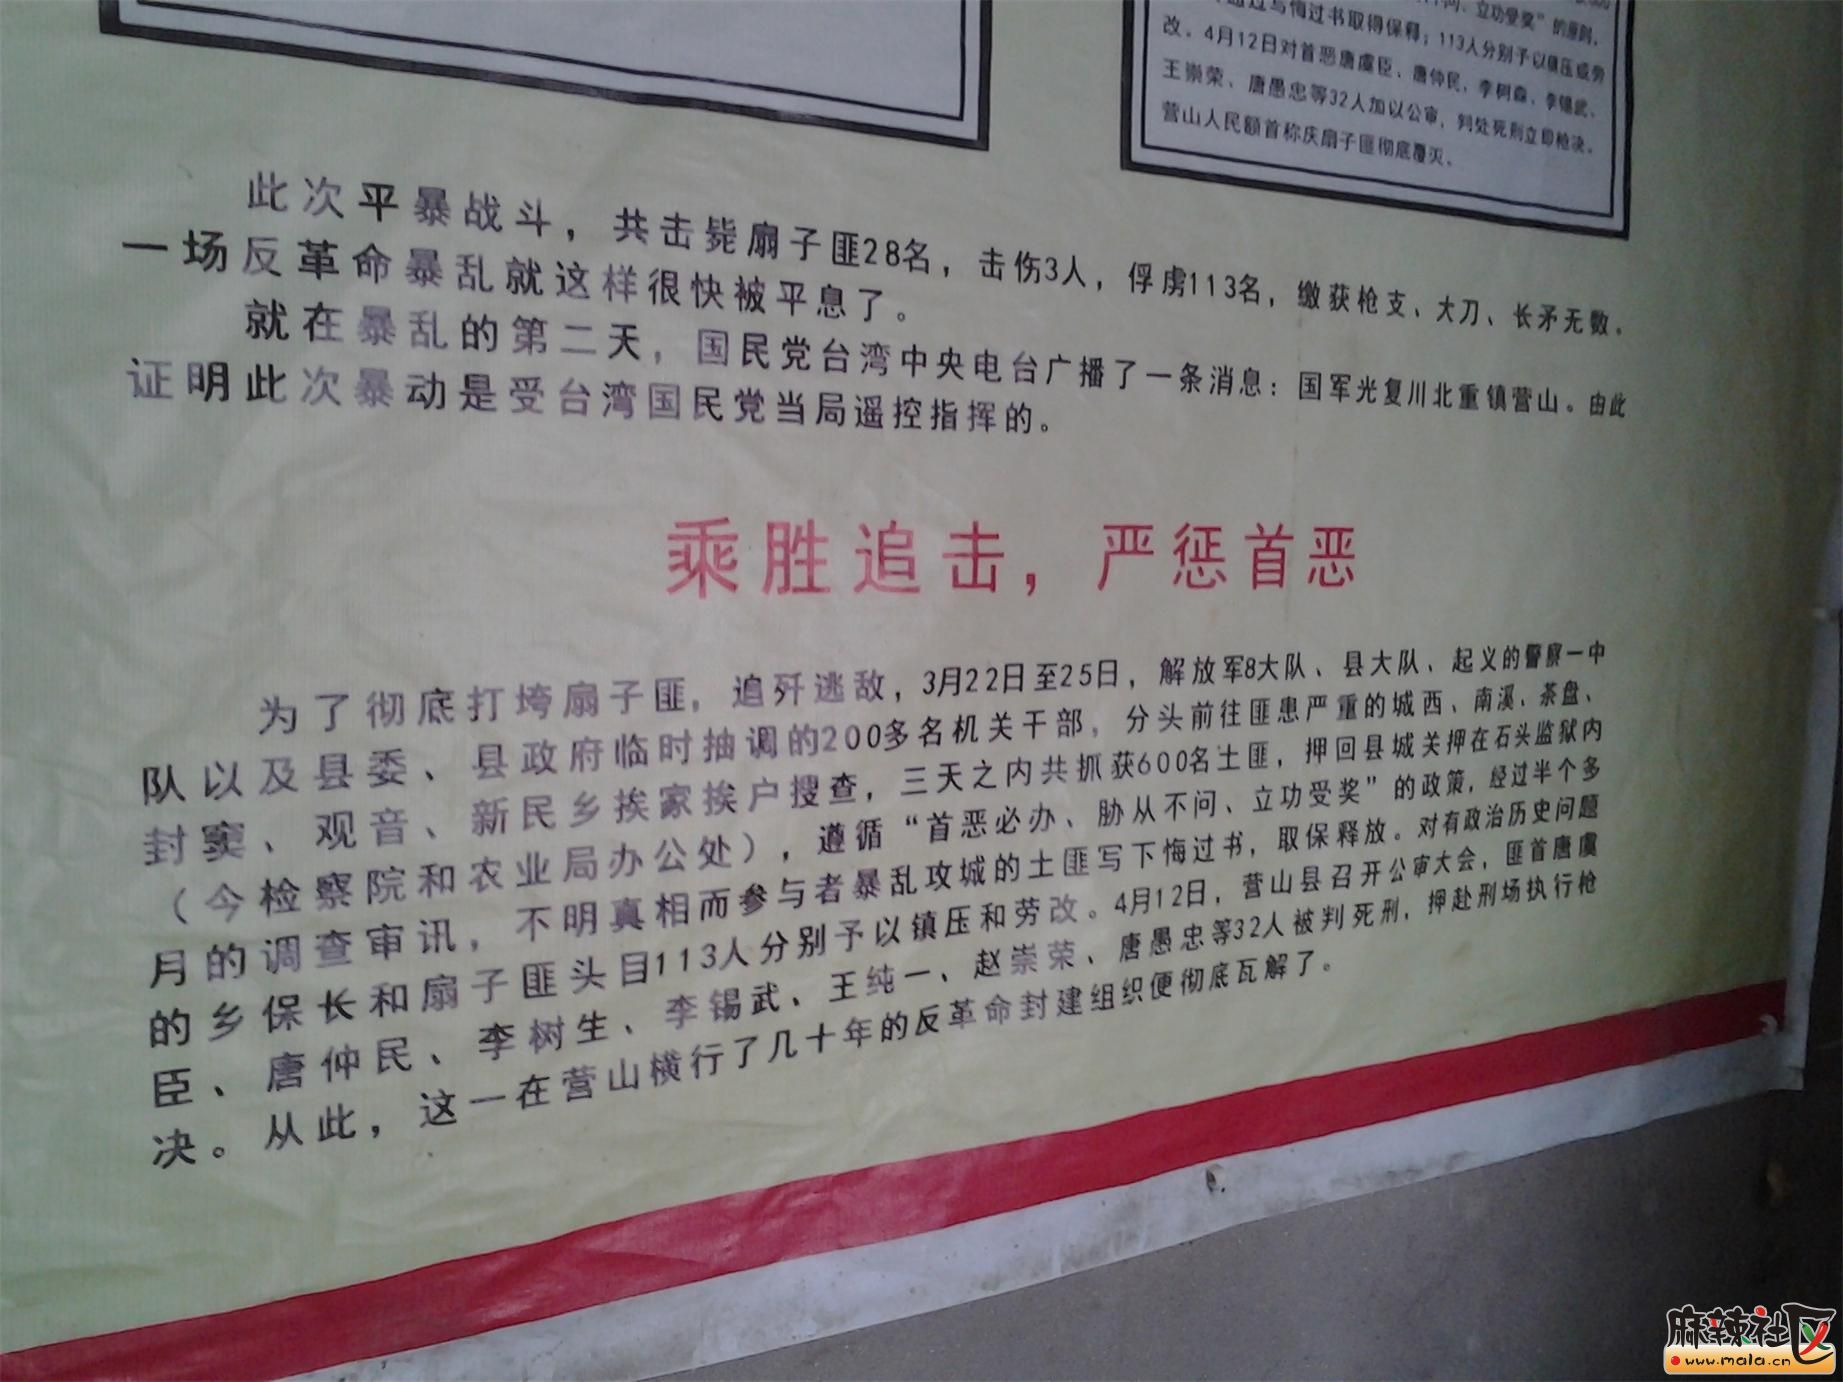 通过写悔过书取得保释；113人分别予以镇压或劳
改。4月12日对首恶唐虞臣、唐仲民、李树森、李锡武、
王崇荣、唐愚忠等32人加以公审，判处死刑立即枪决。
营山人民额首称庆扇子匪彻底覆灭。
此次平暴战斗，共击毙扇子匪28名，击伤3人，俘虏113名，缴获枪支、大刀、长矛无数。
一场反革命暴乱就这样很快被平息了。
就在暴乱的第二天，国民党台湾中央电台广播了一条消息：国军光复川北重镇营山。由此
证明此次暴动是受台湾国民党当局遥控指挥的。
乘胜追击，严惩首恶
为了彻底打垮扇子匪，追歼逃敌，3月22日至25日，解放军8大队、县大队、起义的警察一中
队以及县委、县政府临时抽调的200多名机关干部，分头前往匪患严重的城西、南溪、茶盘、
封窦、观音、新民乡挨家挨户搜查，三天之内共抓获600名土匪，押回县城关押在石头监狱内
（今检察院和农业局办公处），遵循“首恶必办、胁从不问、立功受奖”的政策，经过半个多
月的调查审讯，不明真相而参与者暴乱攻城的土匪写下悔过书，取保释放。对有政治历史问题
的乡保长和扇子匪头目113人分别予以镇压和劳改。4月12日，营山县召开公审大会，匪首唐虞
臣、唐仲民、李树生、李锡武、王纯一、赵崇荣、唐愚忠等32人被判死刑，押赴刑场执行枪
决。从此，这一在营山横行了几十年的反革命封建组织便彻底瓦解了。
麻辣社区
www.mala.cn